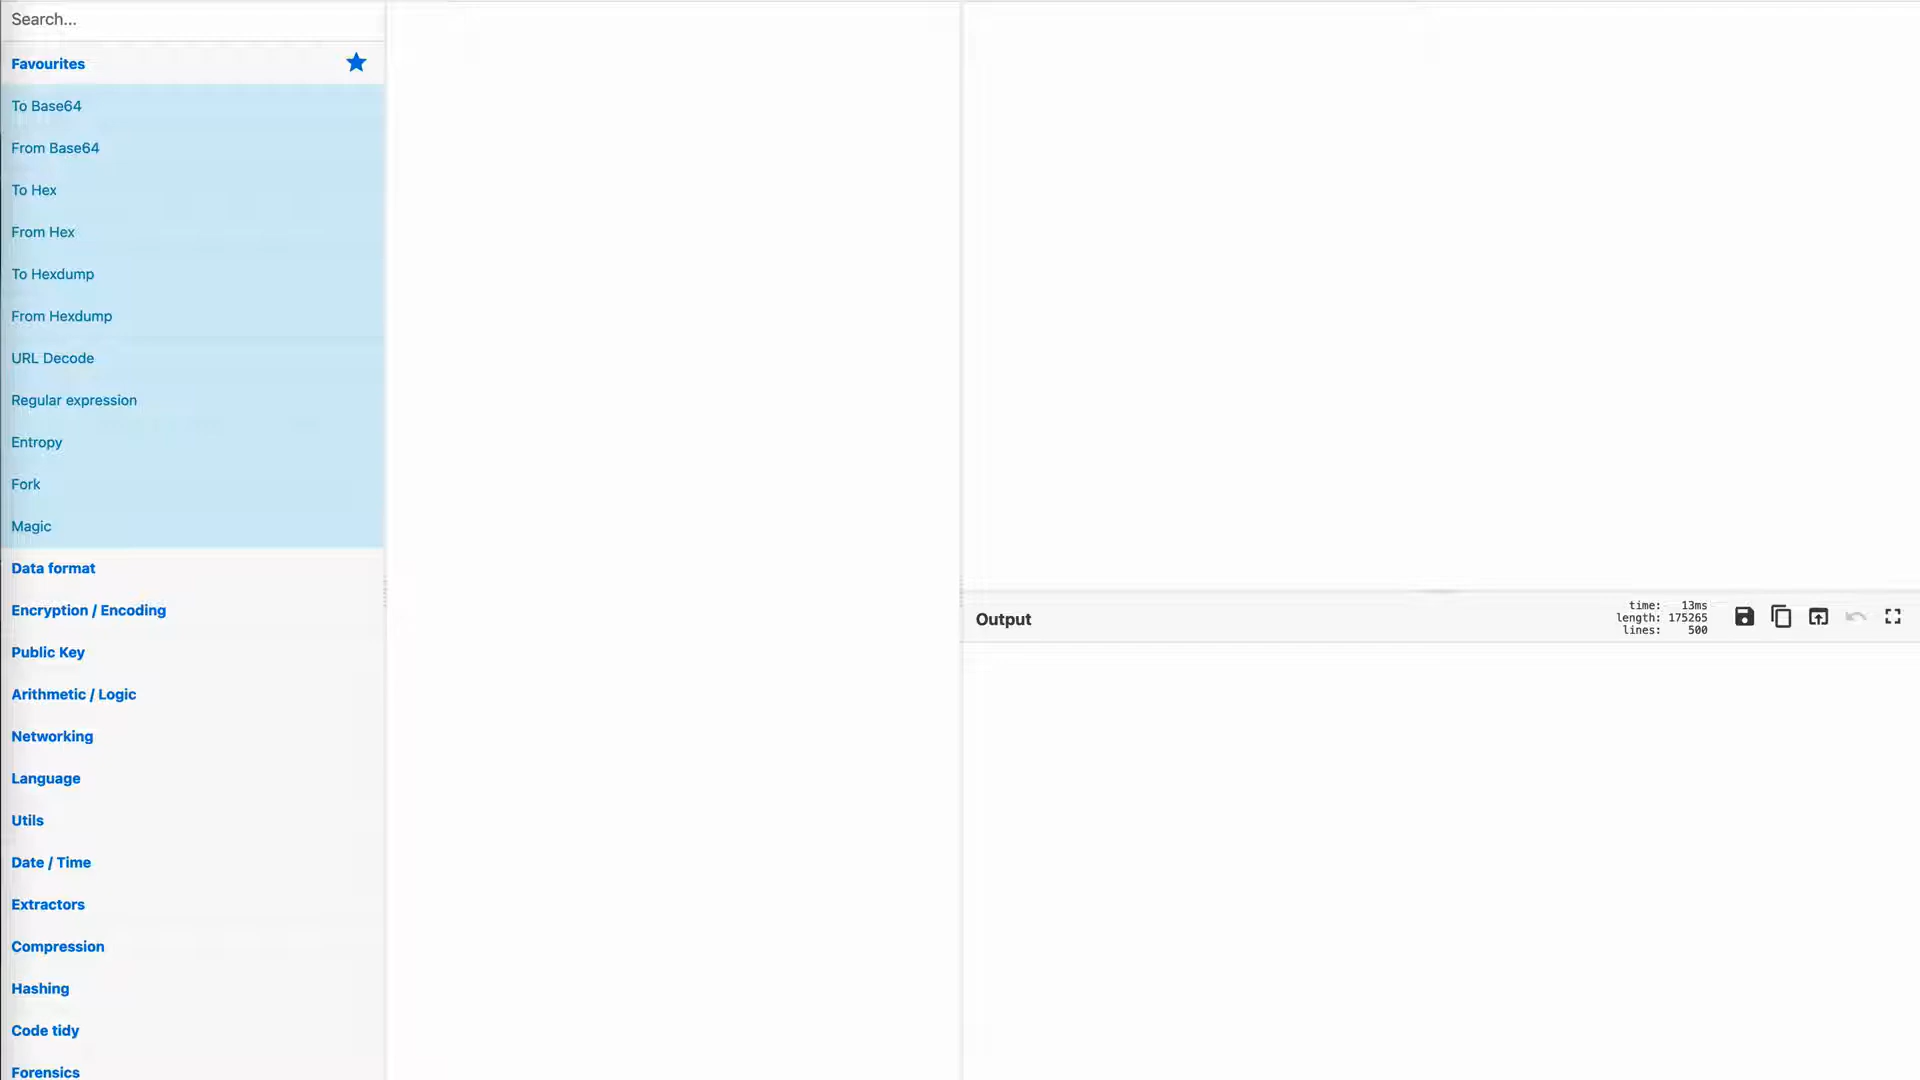 Search...
Favourites
To Base64
From Base64
To Hex
From Hex
To Hexdump
From Hexdump
URL Decode
Regular expression
Entropy
Fork
Magic
Data format
Encryption / Encoding
Public Key
Arithmetic / Logic
Networking
Language
Utils
Date / Time
Extractors
Compression
Hashing
Code tidy
Forensics
Output
time: 13ms
length: 175265
lines: 500